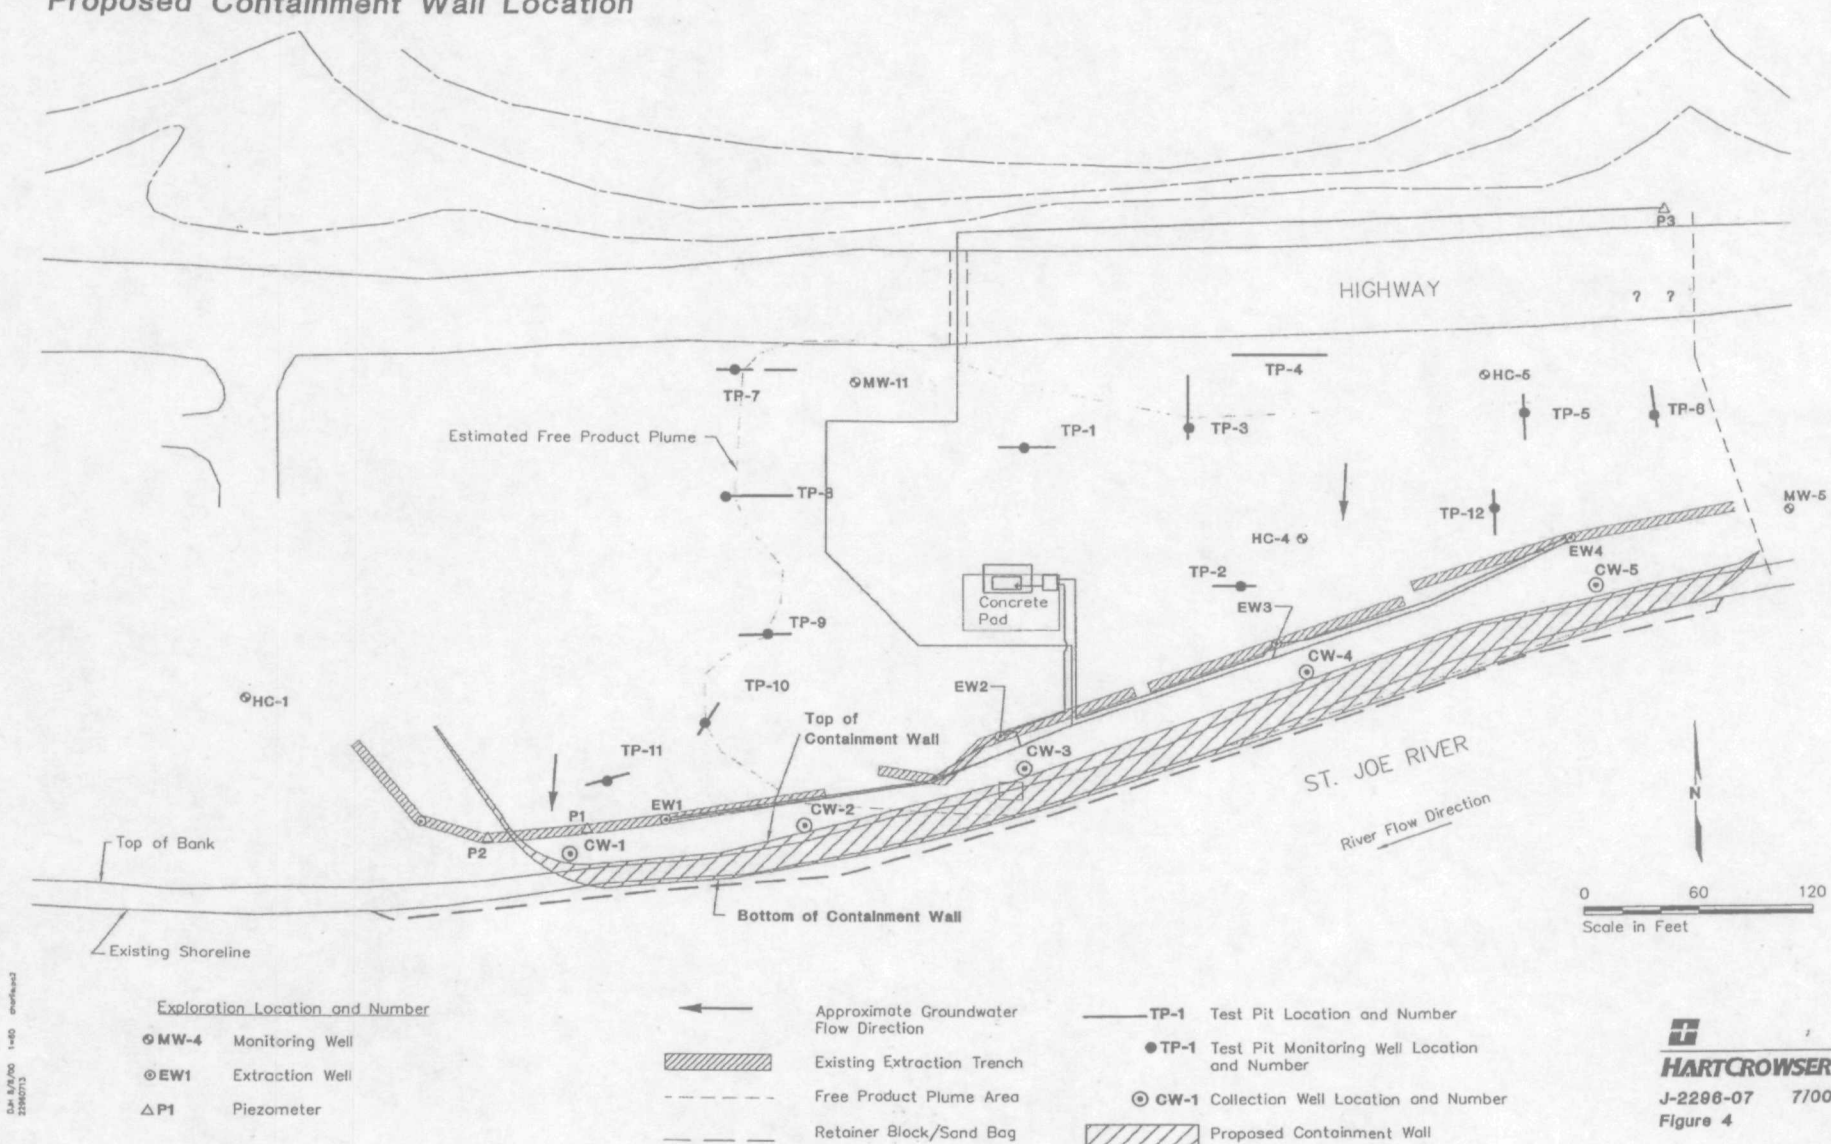 Proposed Containment Wall Location
P3
HIGHWAY
? ?
TP-4
TP-7
MW-11
HC-5
TP-5
TP-6
Estimated Free Product Plume
TP-1
TP-3
TP-8
MW-5
TP-12
HC-4
EW4
TP-2
CW-5
Concrete
Pad
EW3
TP-9
CW-4
TP-10
EW2
HC-1
Top of
Containment Wall
TP-11
CW-3
ST. JOE RIVER
EW1
CW-2
P1
N
River Flow Direction
Top of Bank
P2
CW-1
0 60 120
Scale in Feet
Bottom of Containment Wall
Existing Shoreline
Exploration Location and Number
MW-4 Monitoring Well
EW1 Extraction Well
P1 Piezometer
Approximate Groundwater
Flow Direction
Existing Extraction Trench
Free Product Plume Area
Retainer Block/Sand Bag
TP-1 Test Pit Location and Number
TP-1 Test Pit Monitoring Well Location
and Number
CW-1 Collection Well Location and Number
Proposed Containment Wall
HARTCROWSER
J-2296-07 7/00
Figure 4